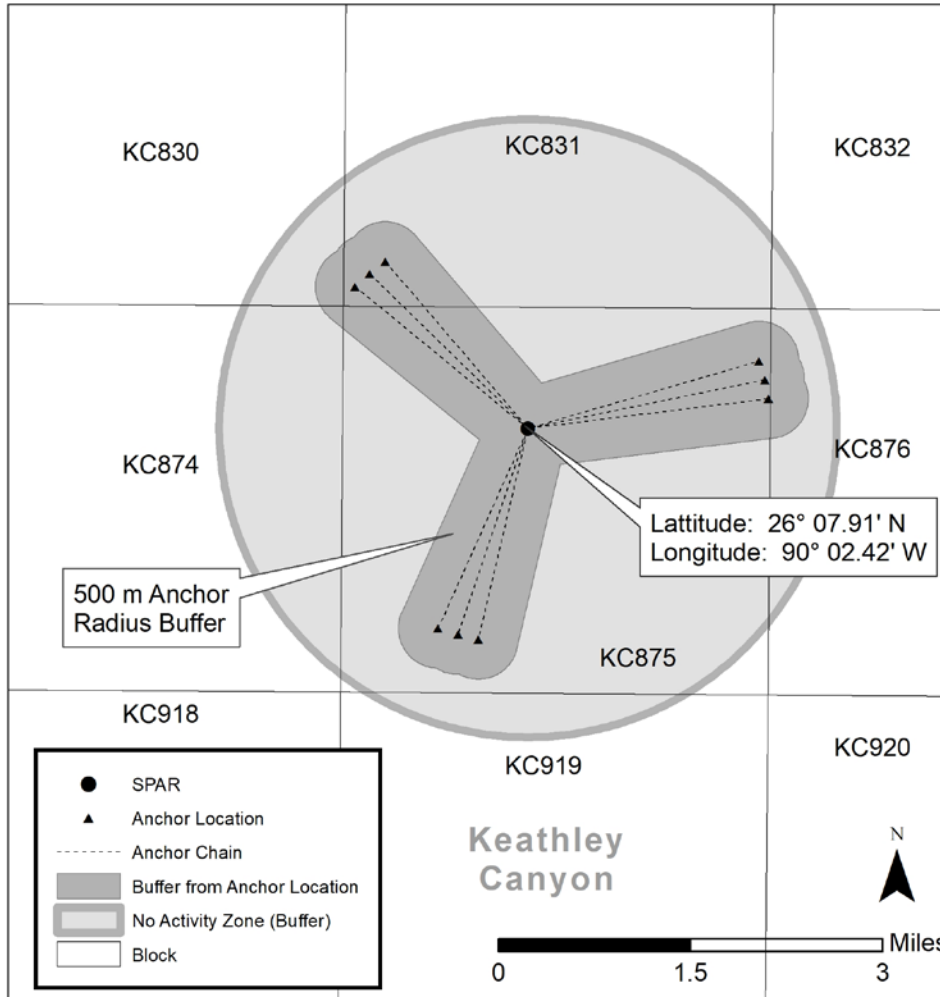 KC830
KC831
KC832
KC874
KC876
Lattitude: 26° 07.91' N
Longitude: 90° 02.42' W
500 m Anchor
Radius Buffer
KC875
KC918
KC919
KC920
SPAR
Anchor Location
Anchor Chain
Buffer from Anchor Location
No Activity Zone (Buffer)
Block
Keathley
Canyon
N
Miles
0 1.5 3